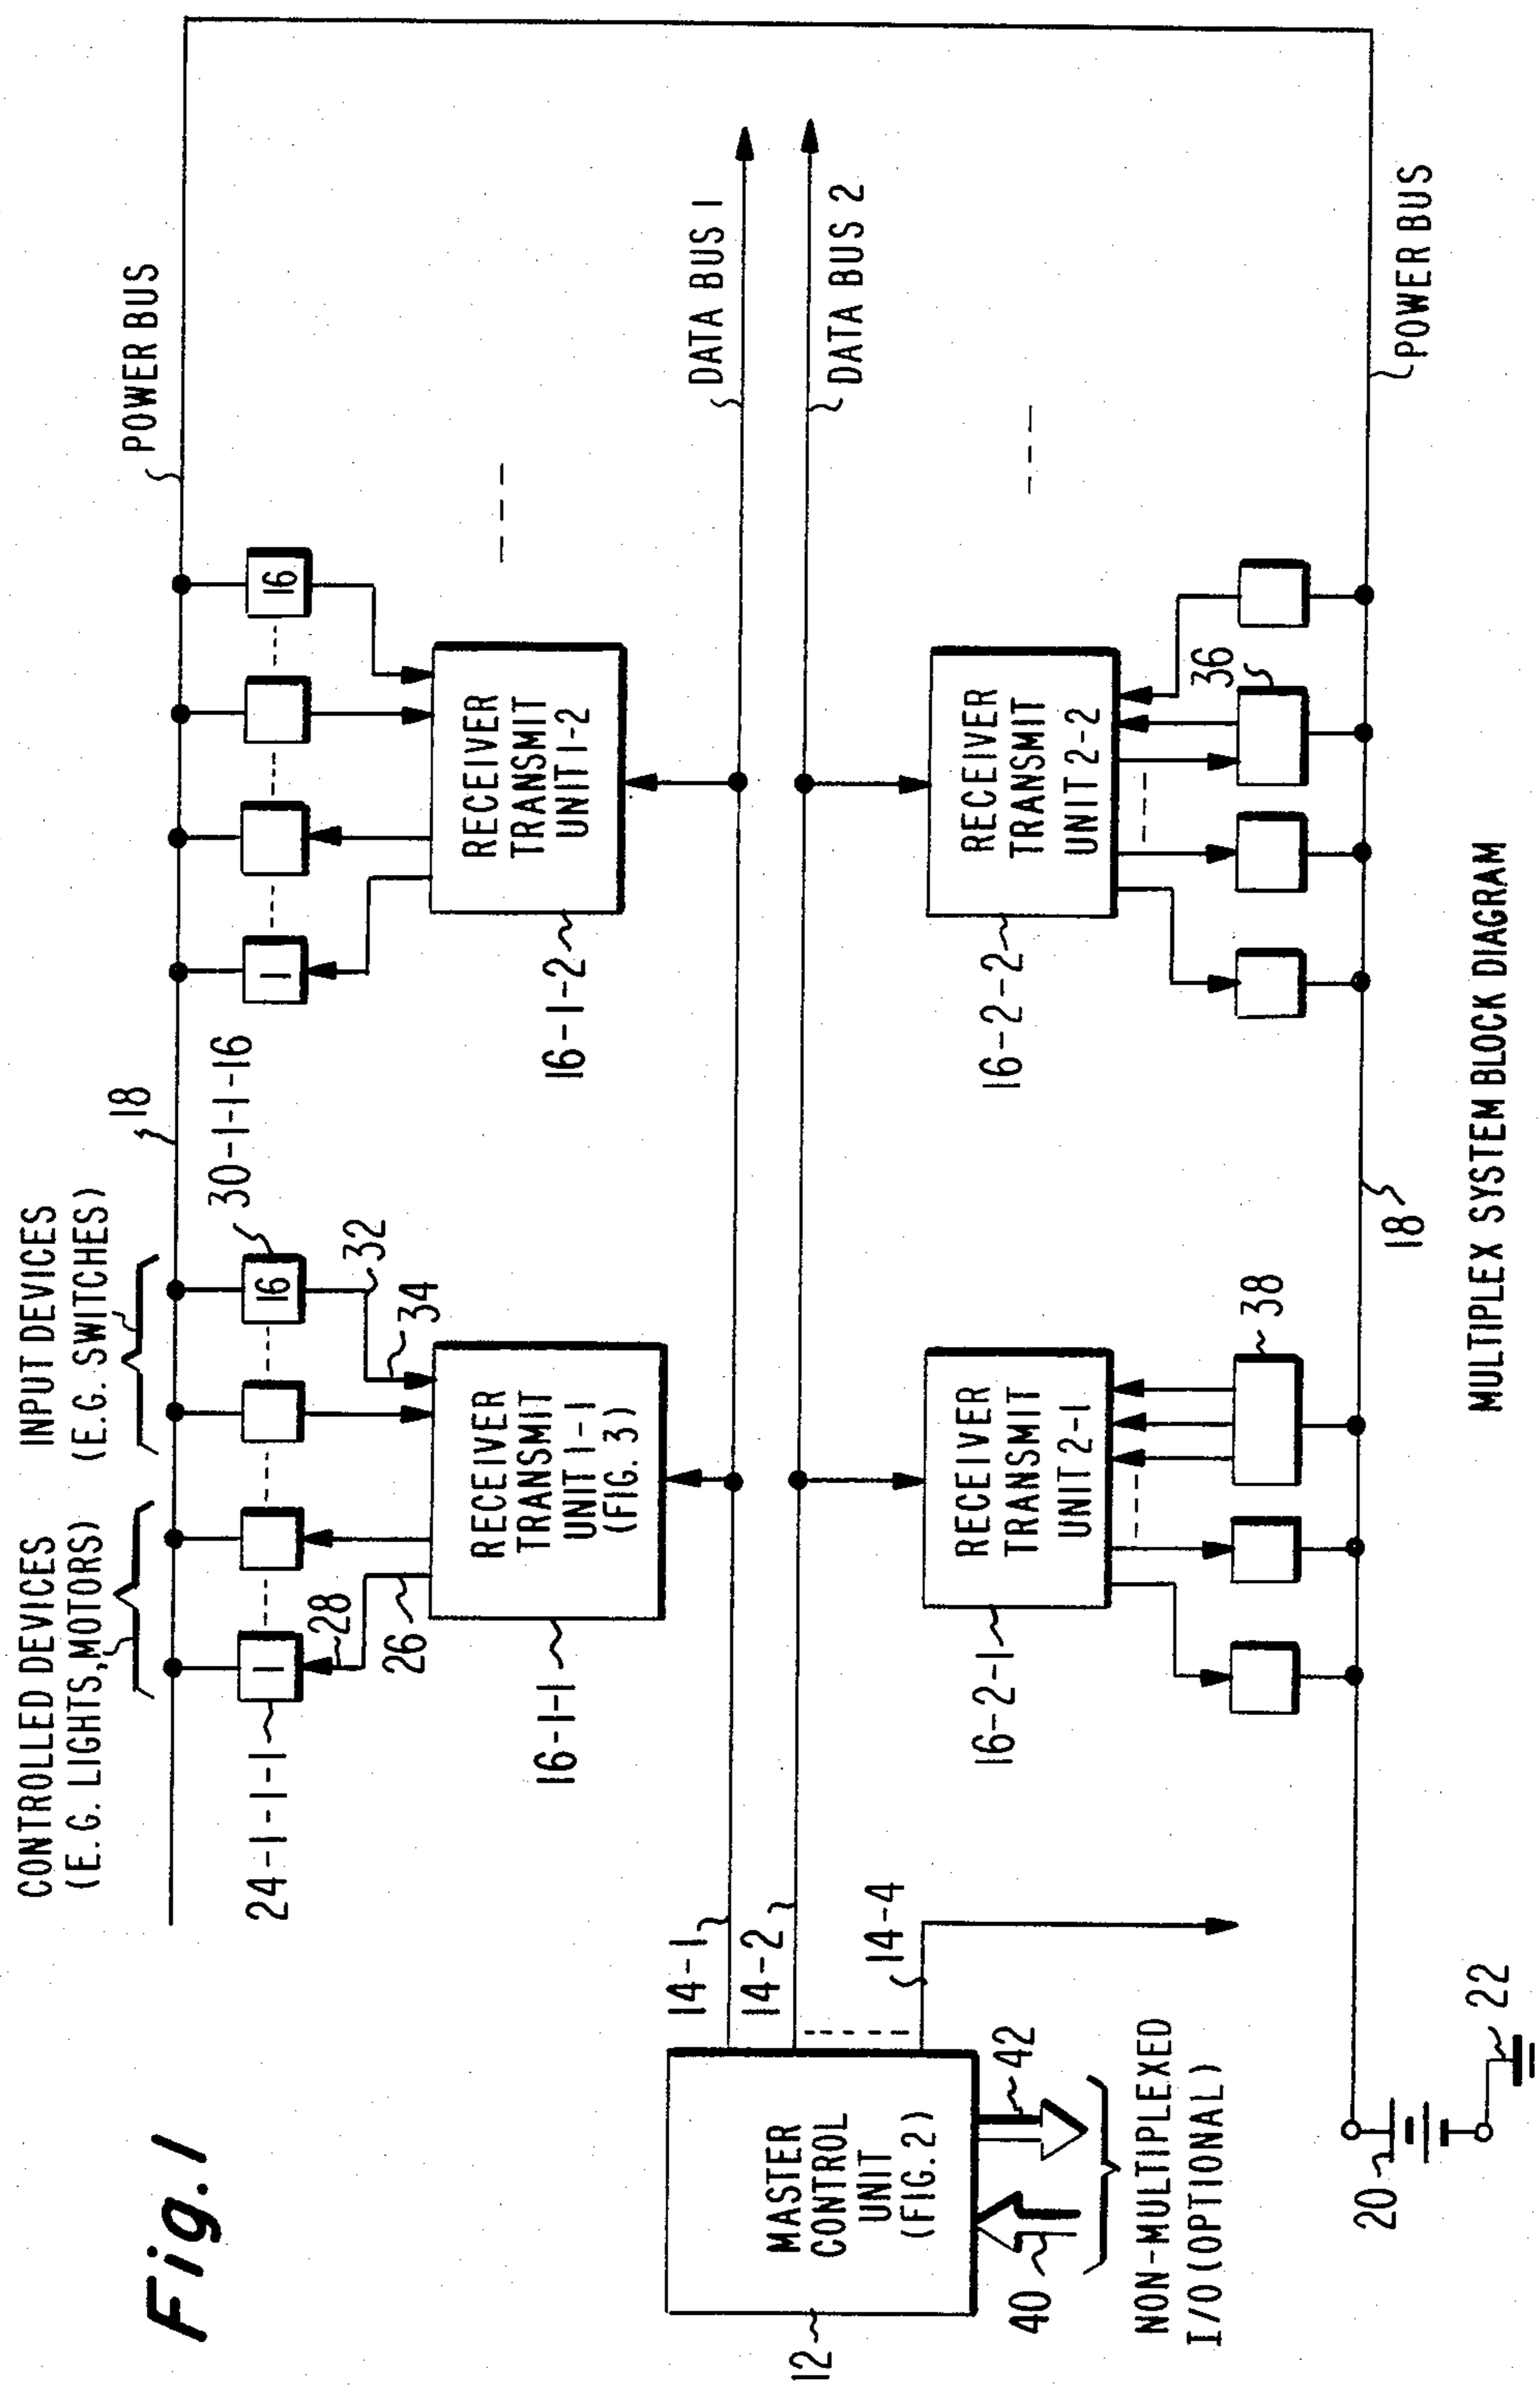 Fig. 1
CONTROLLED DEVICES
(E.G. LIGHTS, MOTORS)
INPUT DEVICES
(E.G. SWITCHES)
18
POWER BUS
24-1-1-1
1
16
30-1-1-16
1
16
28
26
34
32
RECEIVER
TRANSMIT
UNIT 1-1
(FIG. 3)
16-1-1
RECEIVER
TRANSMIT
UNIT 1-2
16-1-2
14-1
DATA BUS 1
14-2
DATA BUS 2
14-4
MASTER
CONTROL
UNIT
(FIG. 2)
12
40
42
NON-MULTIPLEXED
I/O (OPTIONAL)
RECEIVER
TRANSMIT
UNIT 2-1
16-2-1
38
RECEIVER
TRANSMIT
UNIT 2-2
16-2-2
36
20
22
18
POWER BUS
MULTIPLEX SYSTEM BLOCK DIAGRAM